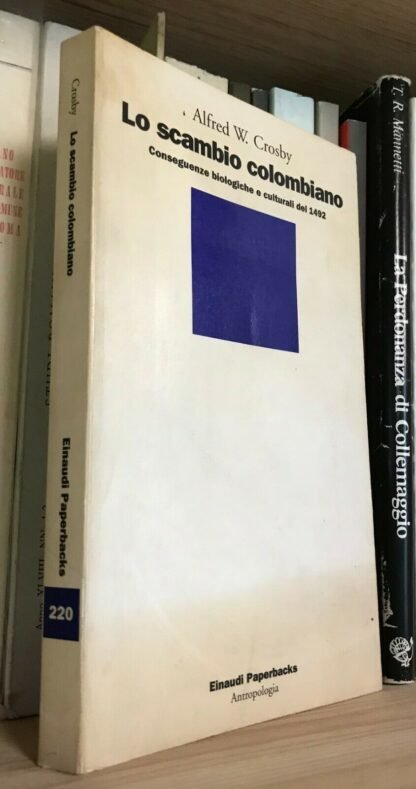 Alfred W. Crosby
Lo scambio colombiano
Conseguenze biologiche e culturali del 1492
Einaudi Paperbacks
Antropologia
Crosby Lo scambio colombiano
Einaudi Paperbacks
220
T. R. Mannetti
La Perdonanza di Collemaggio